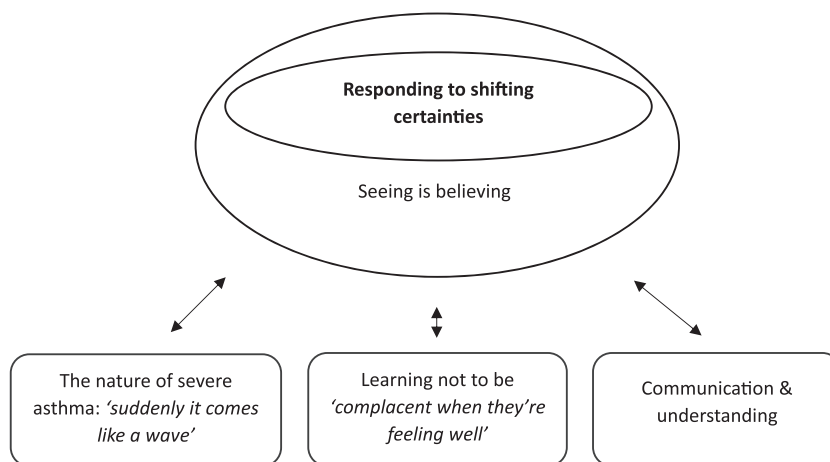 Responding to shifting
certainties
Seeing is believing
The nature of severe
asthma: ‘suddenly it comes
like a wave’
Learning not to be
‘complacent when they’re
feeling well’
Communication &
understanding